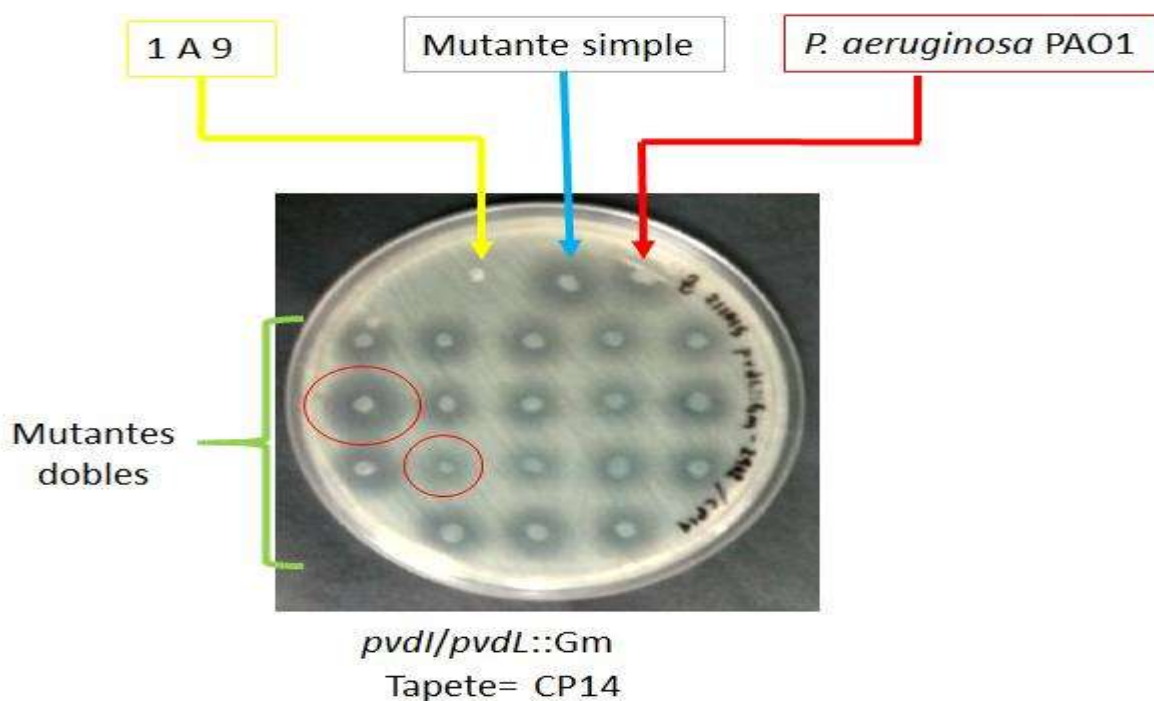 1 A 9
Mutante simple
P. aeruginosa PAO1
Mutantes
dobles
pvdI/pvdL::Gm
Tapete= CP14